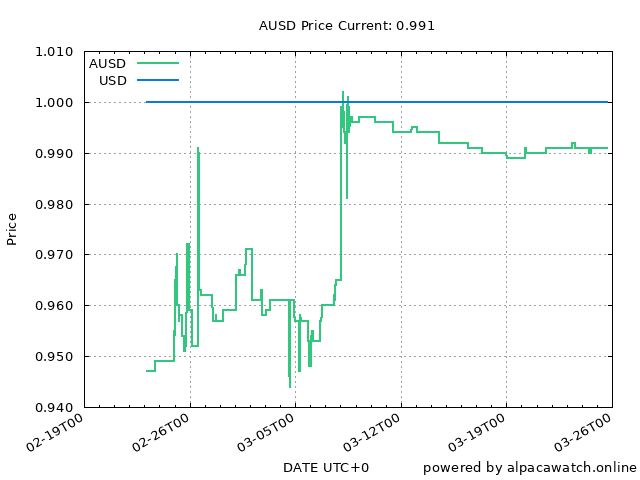 AUSD Price Current: 0.991
1.010
AUSD
USD
1.000
0.990
0.980
0.970
0.960
0.950
0.940
Price
02-19T00
02-26T00
03-05T00
03-12T00
03-19T00
03-26T00
DATE UTC+0
powered by alpacawatch.online